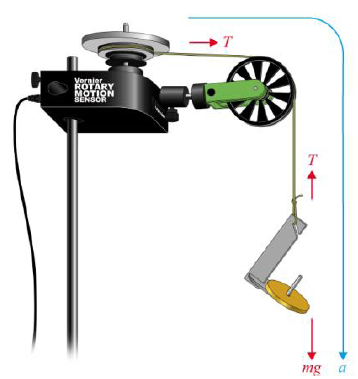 T
Vernier
ROTARY
MOTION
SENSOR
T
mg
a